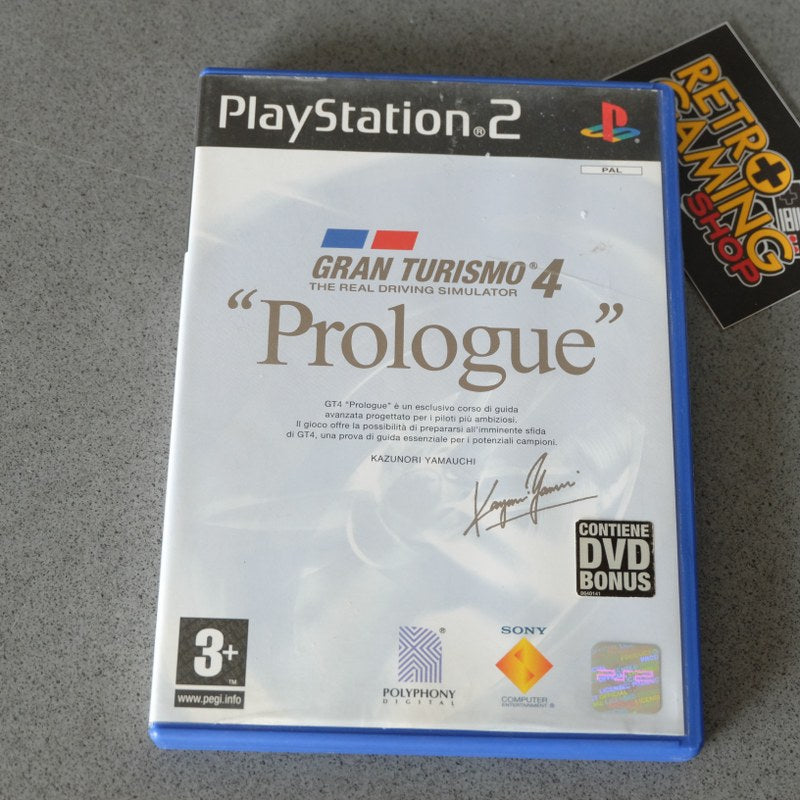 PlayStation®2
PAL
GRAN TURISMO®4
THE REAL DRIVING SIMULATOR
“Prologue”
GT4 “Prologue” è un esclusivo corso di guida
avanzata progettato per i piloti più ambiziosi.
Il gioco offre la possibilità di prepararsi all'imminente sfida
di GT4, una prova di guida essenziale per i potenziali campioni.
KAZUNORI YAMAUCHI
CONTIENE
DVD
BONUS
3+
™
www.pegi.info
®
POLYPHONY
DIGITAL
SONY
COMPUTER
ENTERTAINMENT®
RETRO
GAMING
SHOP